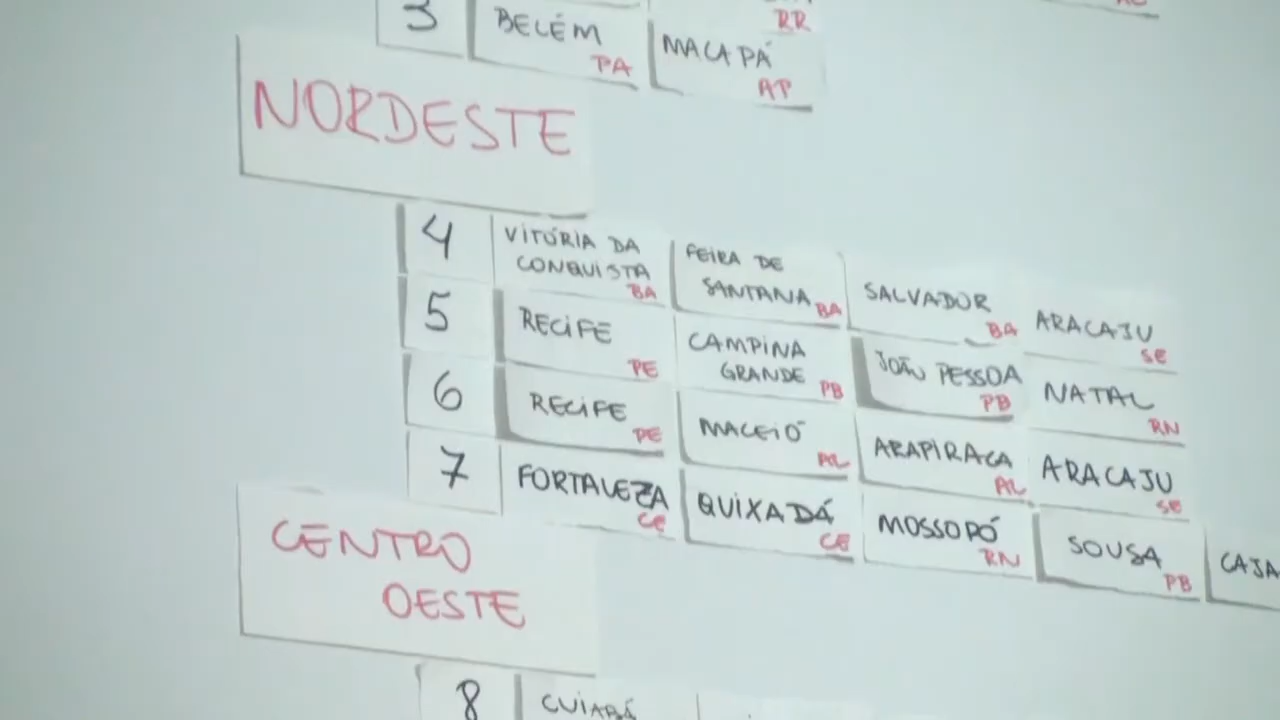 RR
3 BELÉM PA MACAPÁ AP
NORDESTE
4 VITÓRIA DA CONQUISTA BA FEIRA DE SANTANA BA SALVADOR BA ARACAJU SE
5 RECIFE PE CAMPINA GRANDE PB JOÃO PESSOA PB NATAL RN
6 RECIFE PE MACEIÓ AL ARAPIRACA AL ARACAJU SE
7 FORTALEZA CE QUIXADÁ CE MOSSORÓ RN SOUSA PB CAJA
CENTRO
OESTE
8 CUIABÁ